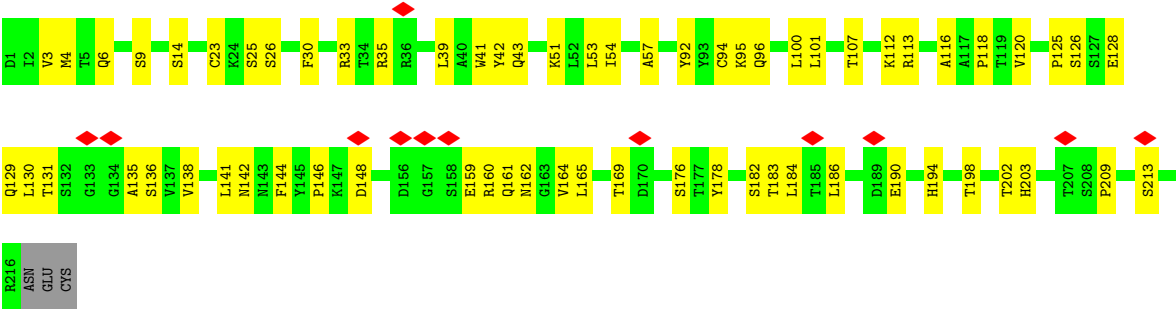 D1 I2 V3 M4 T5 Q6 S9 S14 C23 K24 S25 S26 F30 R33 T34 R35 R36 L39 A40 W41 Y42 Q43 K51 L52 L53 I54 A57 Y92 Y93 C94 K95 Q96 L100 L101 T107 K112 R113 A116 A117 P118 T119 V120 P125 S126 S127 E128
Q129 L130 T131 S132 G133 G134 A135 S136 V137 V138 L141 N142 N143 F144 Y145 P146 K147 D148 D156 G157 S158 E159 R160 Q161 N162 G163 V164 L165 T169 D170 S176 T177 Y178 S182 T183 L184 T185 L186 D189 E190 H194 T198 T202 H203 T207 S208 P209 S213
R216 ASN GLU CYS